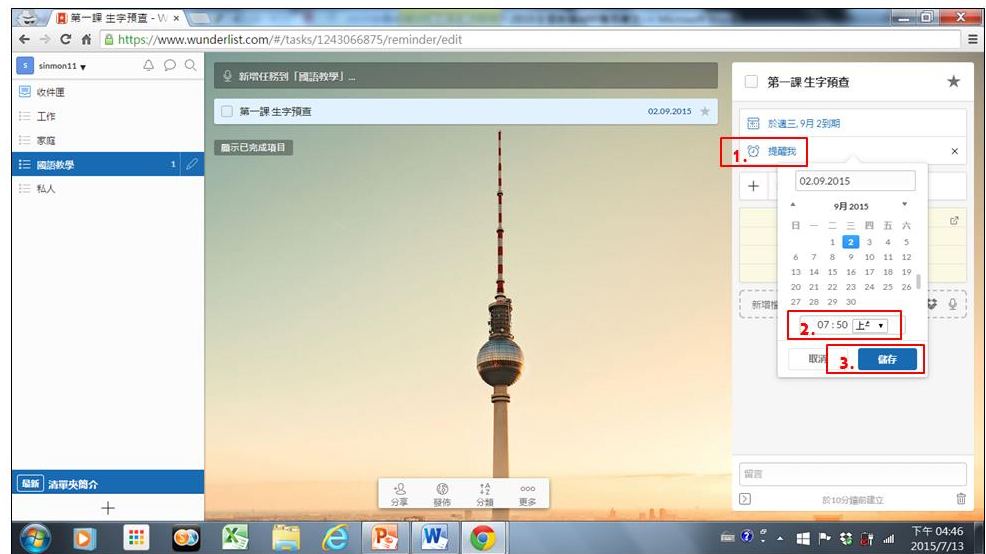 第一課 生字預查 - W
https://www.wunderlist.com/#/tasks/1243066875/reminder/edit
s sinmon11
收件匣
工作
家庭
國語教學 1
私人
最新 清單夾簡介
新增任務到「國語教學」...
第一課 生字預查 02.09.2015
顯示已完成項目
分享 發佈 分類 更多
第一課 生字預查
於週三, 9月 2到期
1. 提醒我
02.09.2015
9月 2015
日 一 二 三 四 五 六
1 2 3 4 5
6 7 8 9 10 11 12
13 14 15 16 17 18 19
20 21 22 23 24 25 26
27 28 29 30
新增
2. 07 : 50 上午
取消 3. 儲存
留言
於10分鐘前建立
下午 04:46
2015/7/13